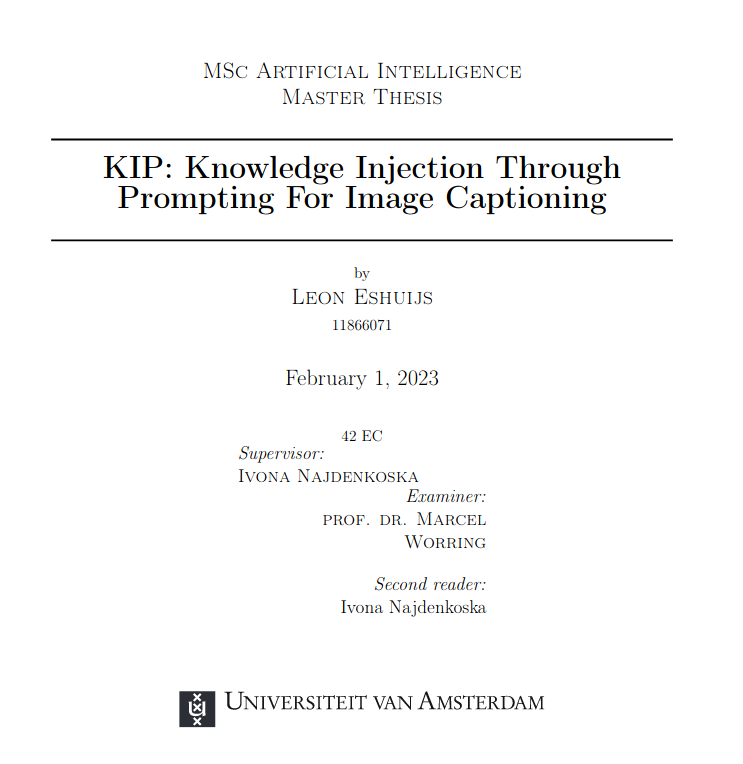 MSc Artificial Intelligence
Master Thesis
KIP: Knowledge Injection Through
Prompting For Image Captioning
by
Leon Eshuijs
11866071
February 1, 2023
42 EC
Supervisor:
Ivona Najdenkoska
Examiner:
prof. dr. Marcel
Worring
Second reader:
Ivona Najdenkoska
Universiteit van Amsterdam